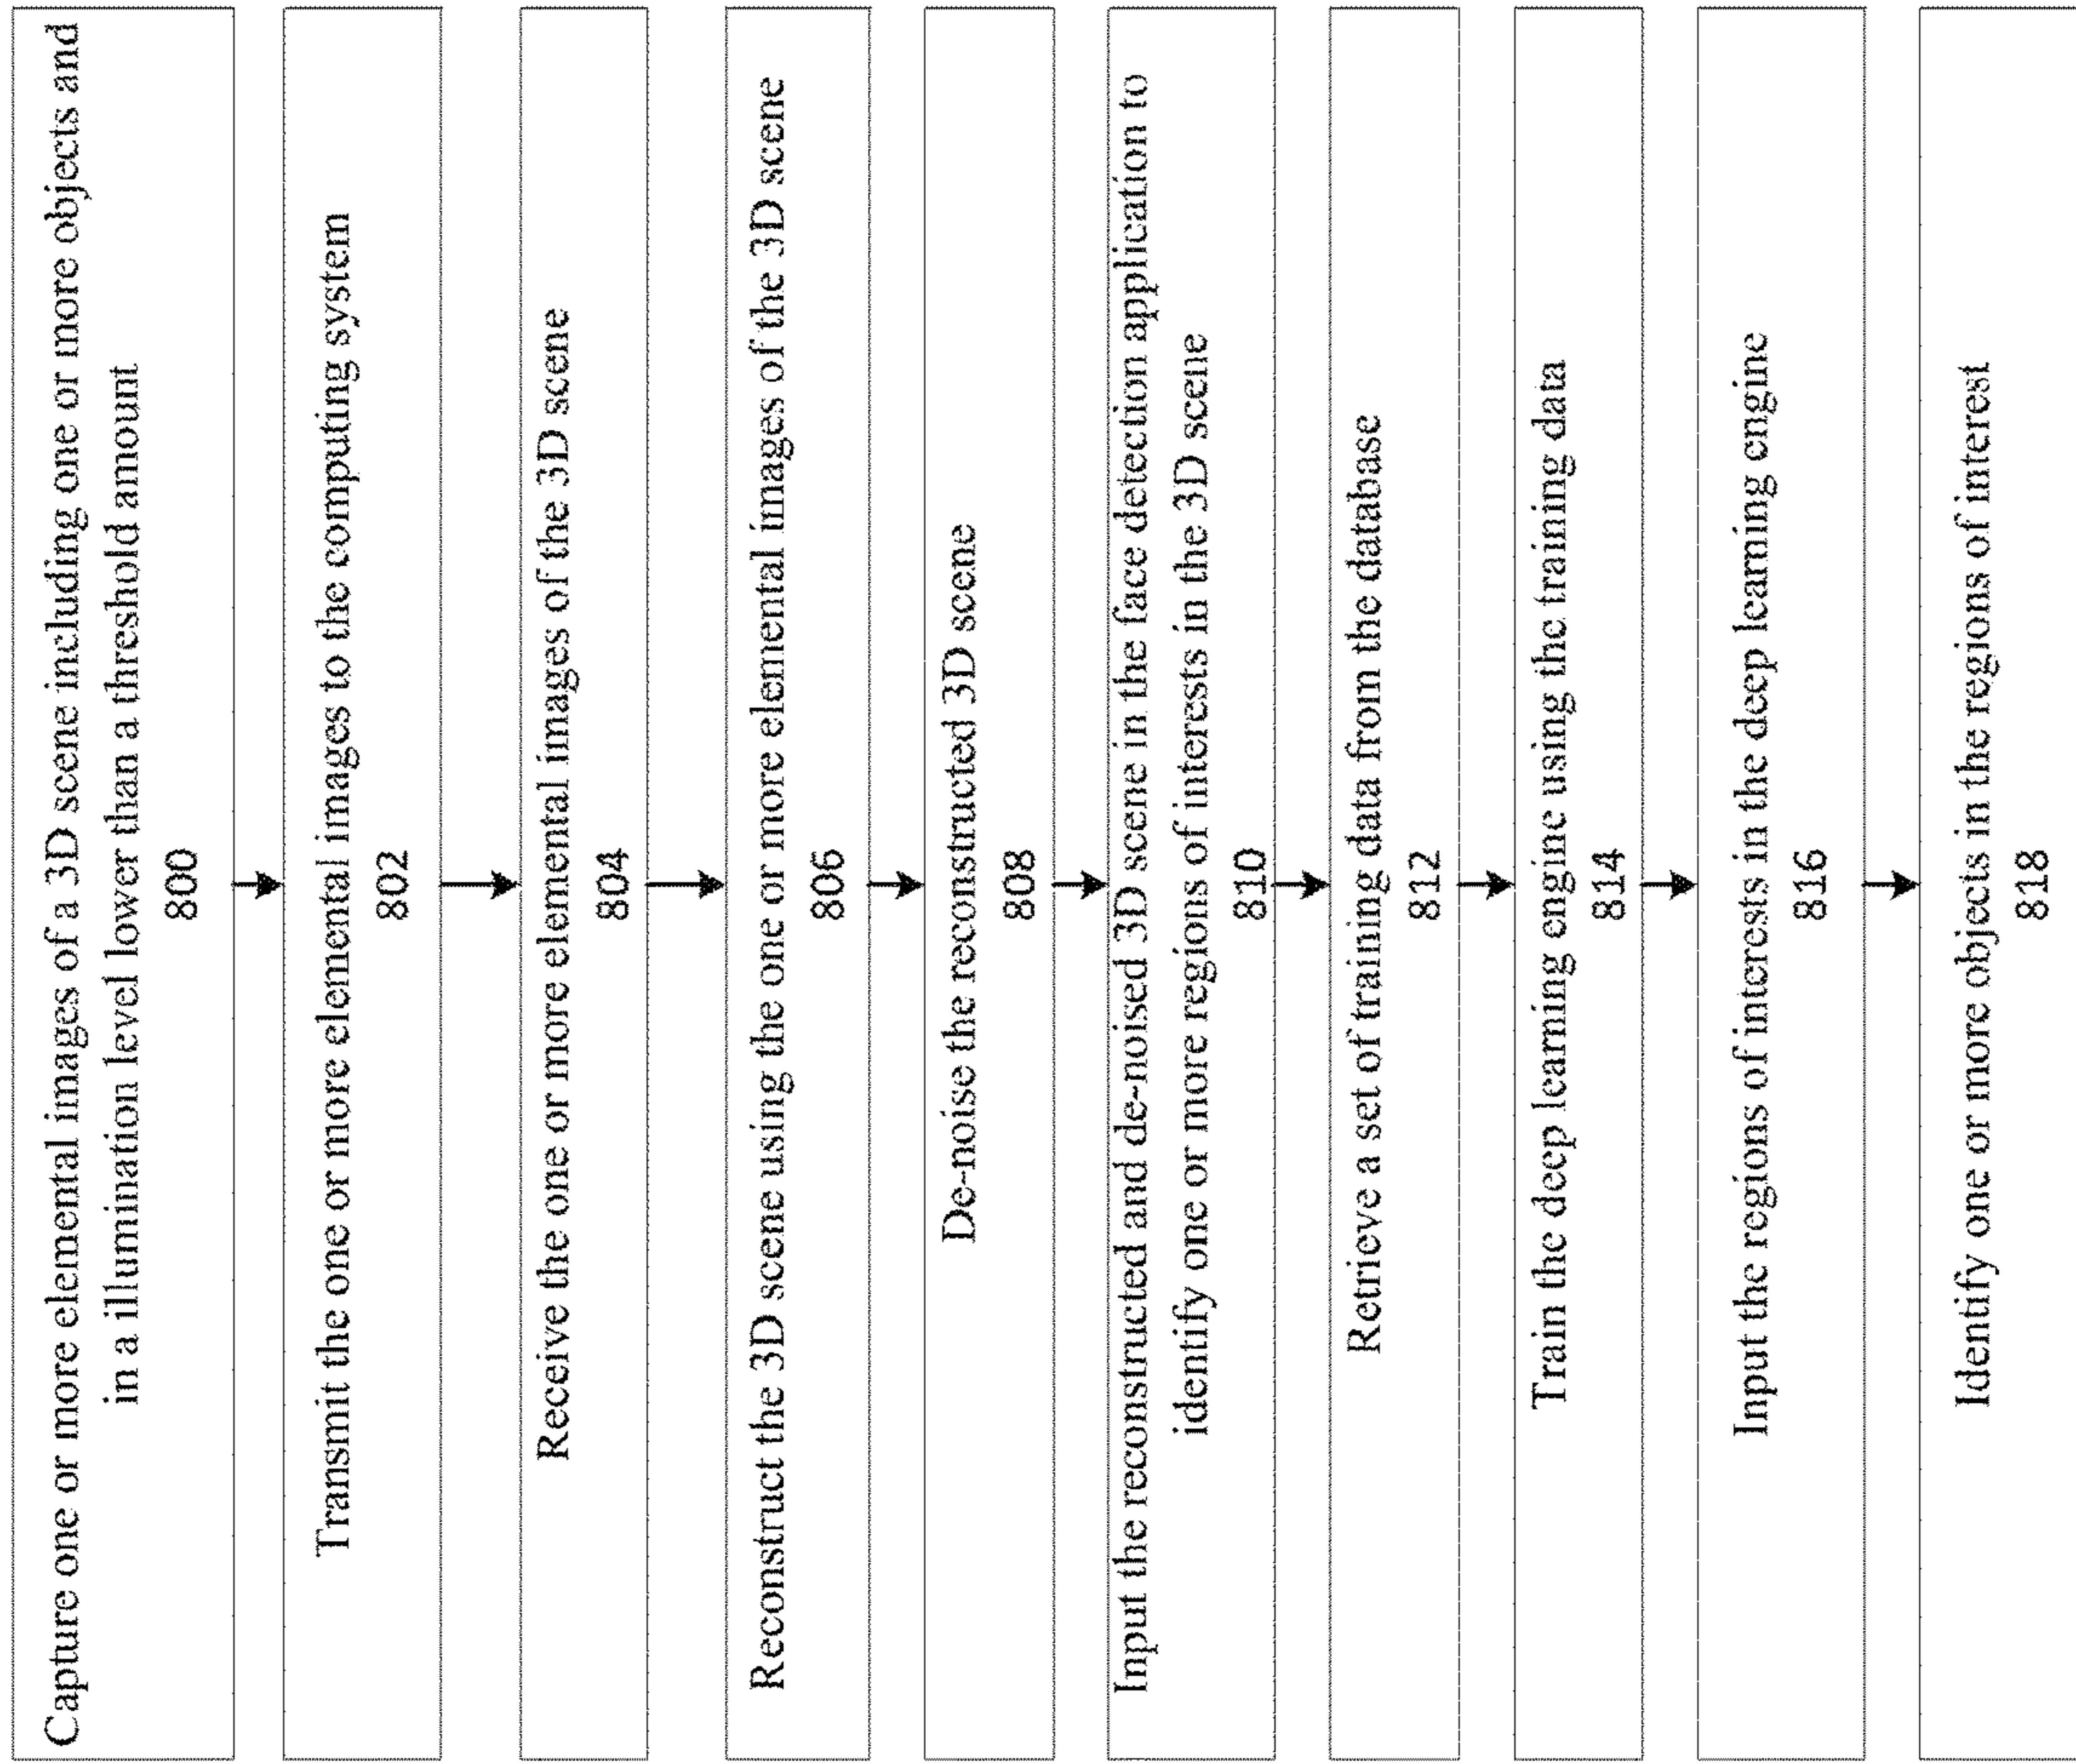 Capture one or more elemental images of a 3D scene including one or more objects and
in a illumination level lower than a threshold amount
800
Transmit the one or more elemental images to the computing system
802
Receive the one or more elemental images of the 3D scene
804
Reconstruct the 3D scene using the one or more elemental images of the 3D scene
806
De-noise the reconstructed 3D scene
808
Input the reconstructed and de-noised 3D scene in the face detection application to
identify one or more regions of interests in the 3D scene
810
Retrieve a set of training data from the database
812
Train the deep learning engine using the training data
814
Input the regions of interests in the deep learning engine
816
Identify one or more objects in the regions of interest
818